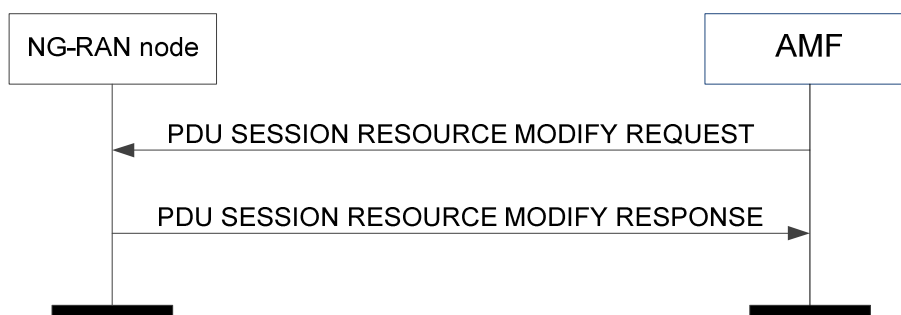 NG-RAN node
AMF
PDU SESSION RESOURCE MODIFY REQUEST
PDU SESSION RESOURCE MODIFY RESPONSE